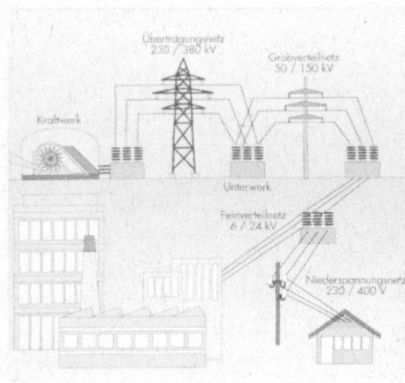 Übertragungsnetz
230 / 380 kV
Grobverteilnetz
50 / 150 kV
Kraftwerk
Unterwerk
Feinverteilnetz
6 / 24 kV
Niederspannungsnetz
230 / 400 V